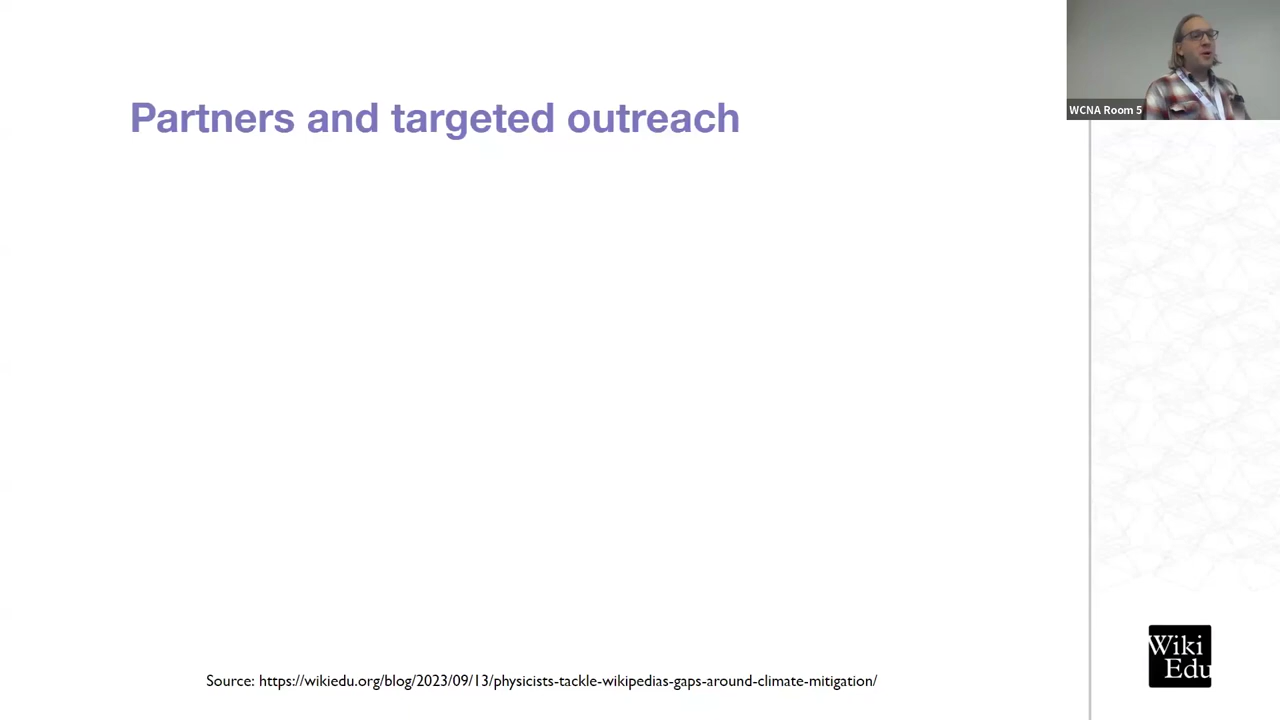 WCNA Room 5
Partners and targeted outreach
Source: https://wikiedu.org/blog/2023/09/13/physicists-tackle-wikipedias-gaps-around-climate-mitigation/
Wiki
Edu